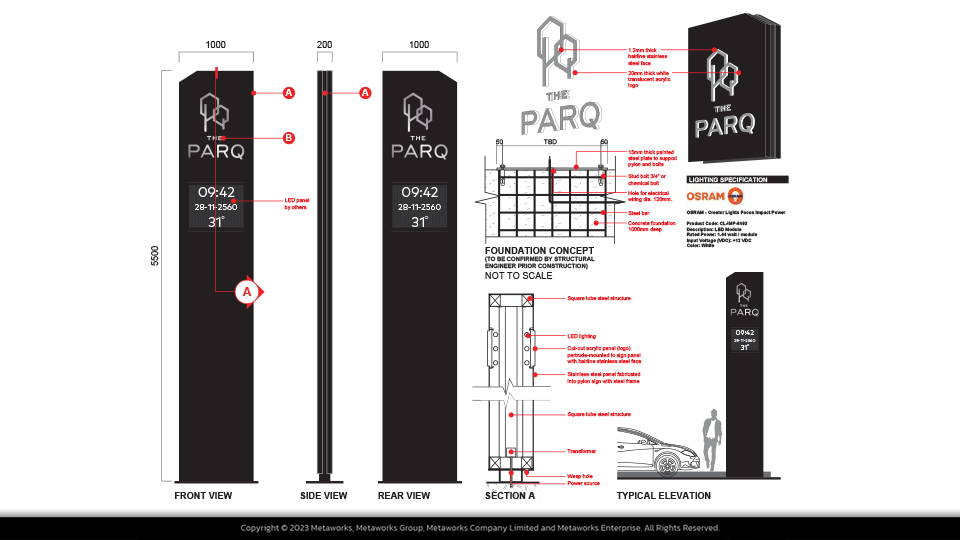 1000
200
1000
5500
A
B
A
THE
PARQ
09:42
28-11-2560
31°
LED panel
by others
A
THE
PARQ
09:42
28-11-2560
31°
FRONT VIEW
SIDE VIEW
REAR VIEW
THE
PARQ
1.2mm thick
hairline stainless
steel face
20mm thick white
translucent acrylic
logo
THE
PARQ
50
TBD
50
15mm thick painted
steel plate to support
pylon and bolts
Stud bolt 3/4" or
chemical bolt
Hole for electrical
wiring dia. 120mm.
Steel bar
Concrete foundation
1000mm deep
FOUNDATION CONCEPT
(TO BE CONFIRMED BY STRUCTURAL
ENGINEER PRIOR CONSTRUCTION)
NOT TO SCALE
LIGHTING SPECIFICATION
OSRAM
OSRAM - Creator Lights Focus Impact Power
Product Code: CL-IMP-6462
Description: LED Module
Rated Power: 1.44 watt / module
Input Voltage (VDC): +12 VDC
Color: White
Square tube steel structure
LED lighting
Cut-out acrylic panel (logo)
pertrude-mounted to sign panel
with hairline stainless steel face
Stainless steel panel fabricated
into pylon sign with steel frame
Square tube steel structure
Transformer
Weep hole
Power source
SECTION A
THE
PARQ
09:42
28-11-2560
31°
TYPICAL ELEVATION
Copyright © 2023 Metaworks, Metaworks Group, Metaworks Company Limited and Metaworks Enterprise. All Rights Reserved.